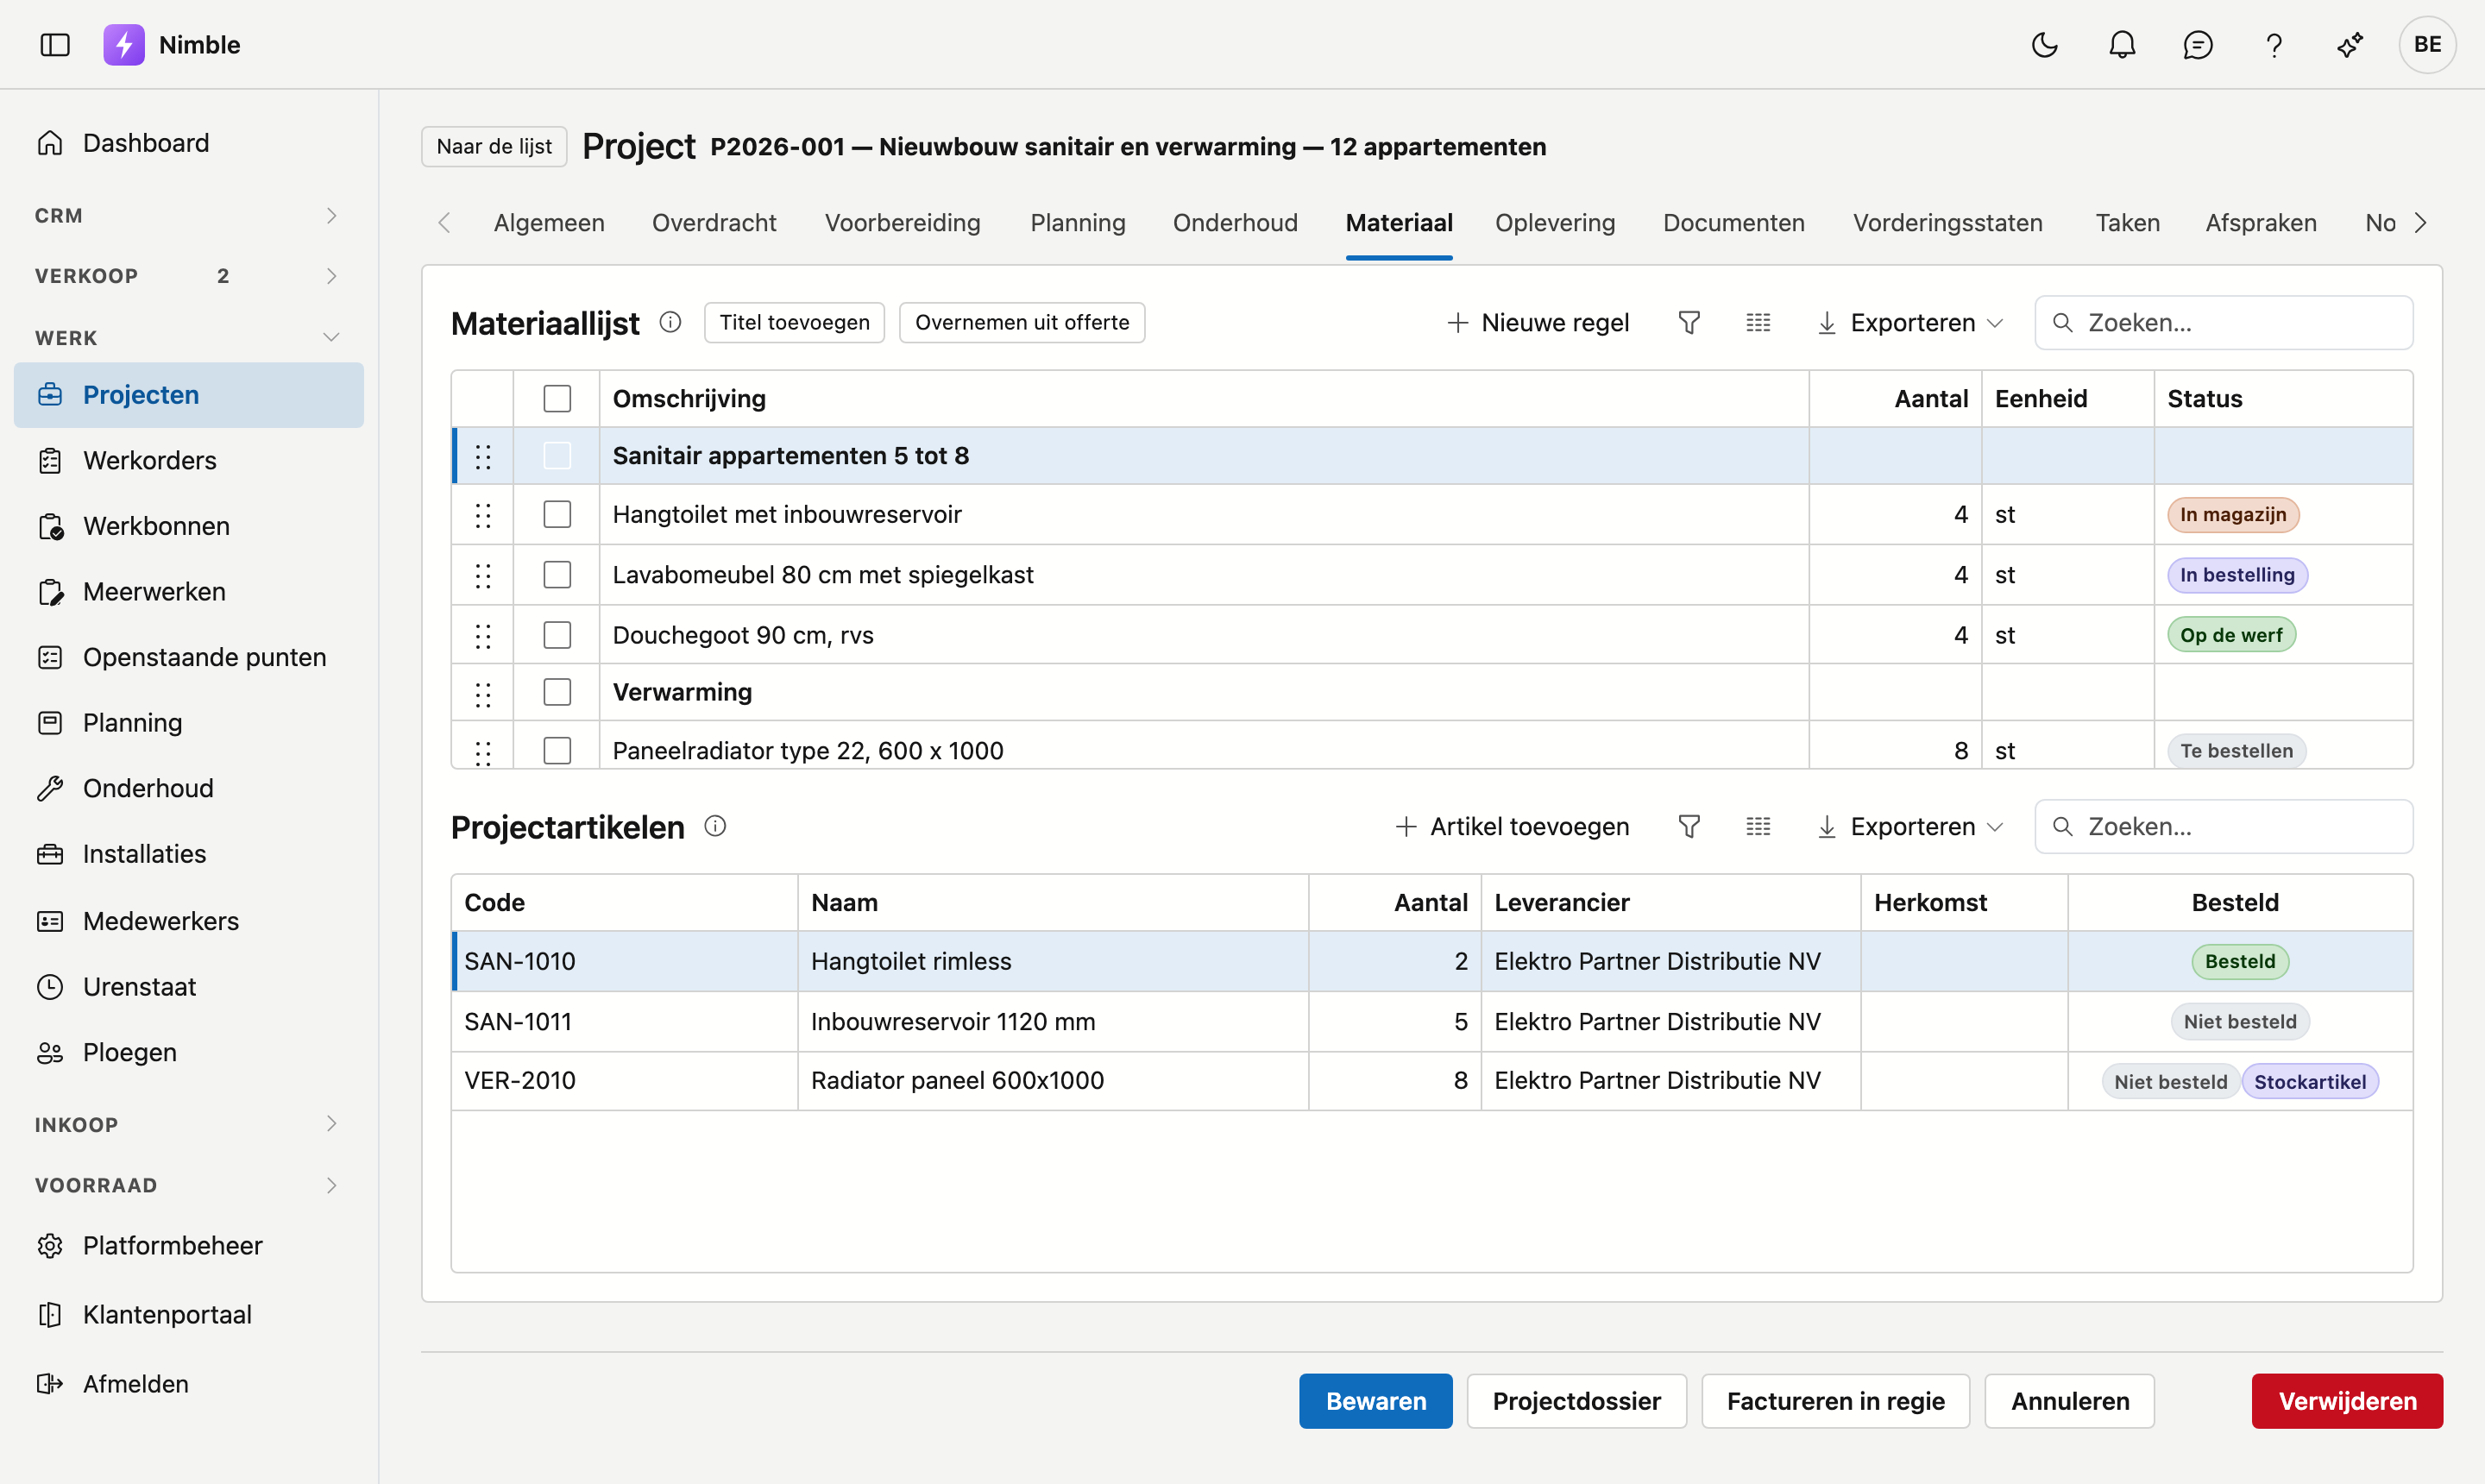 Nimble
BE
Dashboard
CRM
VERKOOP 2
WERK
Projecten
Werkorders
Werkbonnen
Meerwerken
Openstaande punten
Planning
Onderhoud
Installaties
Medewerkers
Urenstaat
Ploegen
INKOOP
VOORRAAD
Platformbeheer
Klantenportaal
Afmelden
Naar de lijst Project P2026-001 — Nieuwbouw sanitair en verwarming — 12 appartementen
Algemeen Overdracht Voorbereiding Planning Onderhoud Materiaal Oplevering Documenten Vorderingsstaten Taken Afspraken No
Materiaallijst Titel toevoegen Overnemen uit offerte Nieuwe regel Exporteren Zoeken...
Omschrijving Aantal Eenheid Status
Sanitair appartementen 5 tot 8
Hangtoilet met inbouwreservoir 4 st In magazijn
Lavabomeubel 80 cm met spiegelkast 4 st In bestelling
Douchegoot 90 cm, rvs 4 st Op de werf
Verwarming
Paneelradiator type 22, 600 x 1000 8 st Te bestellen
Projectartikelen Artikel toevoegen Exporteren Zoeken...
Code Naam Aantal Leverancier Herkomst Besteld
SAN-1010 Hangtoilet rimless 2 Elektro Partner Distributie NV Besteld
SAN-1011 Inbouwreservoir 1120 mm 5 Elektro Partner Distributie NV Niet besteld
VER-2010 Radiator paneel 600x1000 8 Elektro Partner Distributie NV Niet besteld Stockartikel
Bewaren Projectdossier Factureren in regie Annuleren Verwijderen